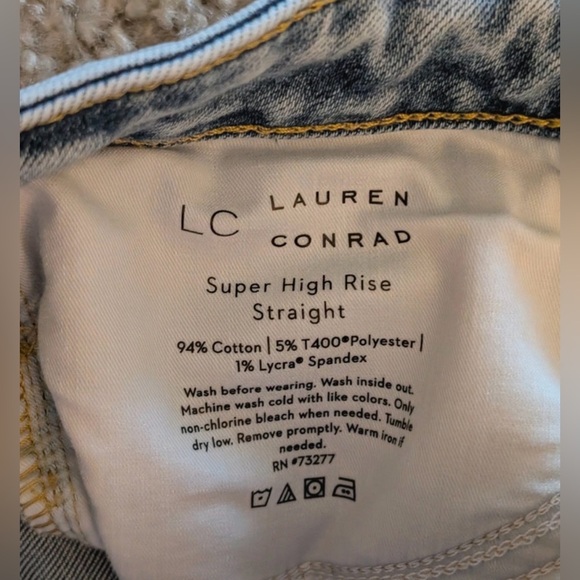 LC LAUREN
CONRAD
Super High Rise
Straight
94% Cotton | 5% T400®Polyester |
1% Lycra® Spandex
Wash before wearing. Wash inside out.
Machine wash cold with like colors. Only
non-chlorine bleach when needed. Tumble
dry low. Remove promptly. Warm iron if
needed.
RN #73277